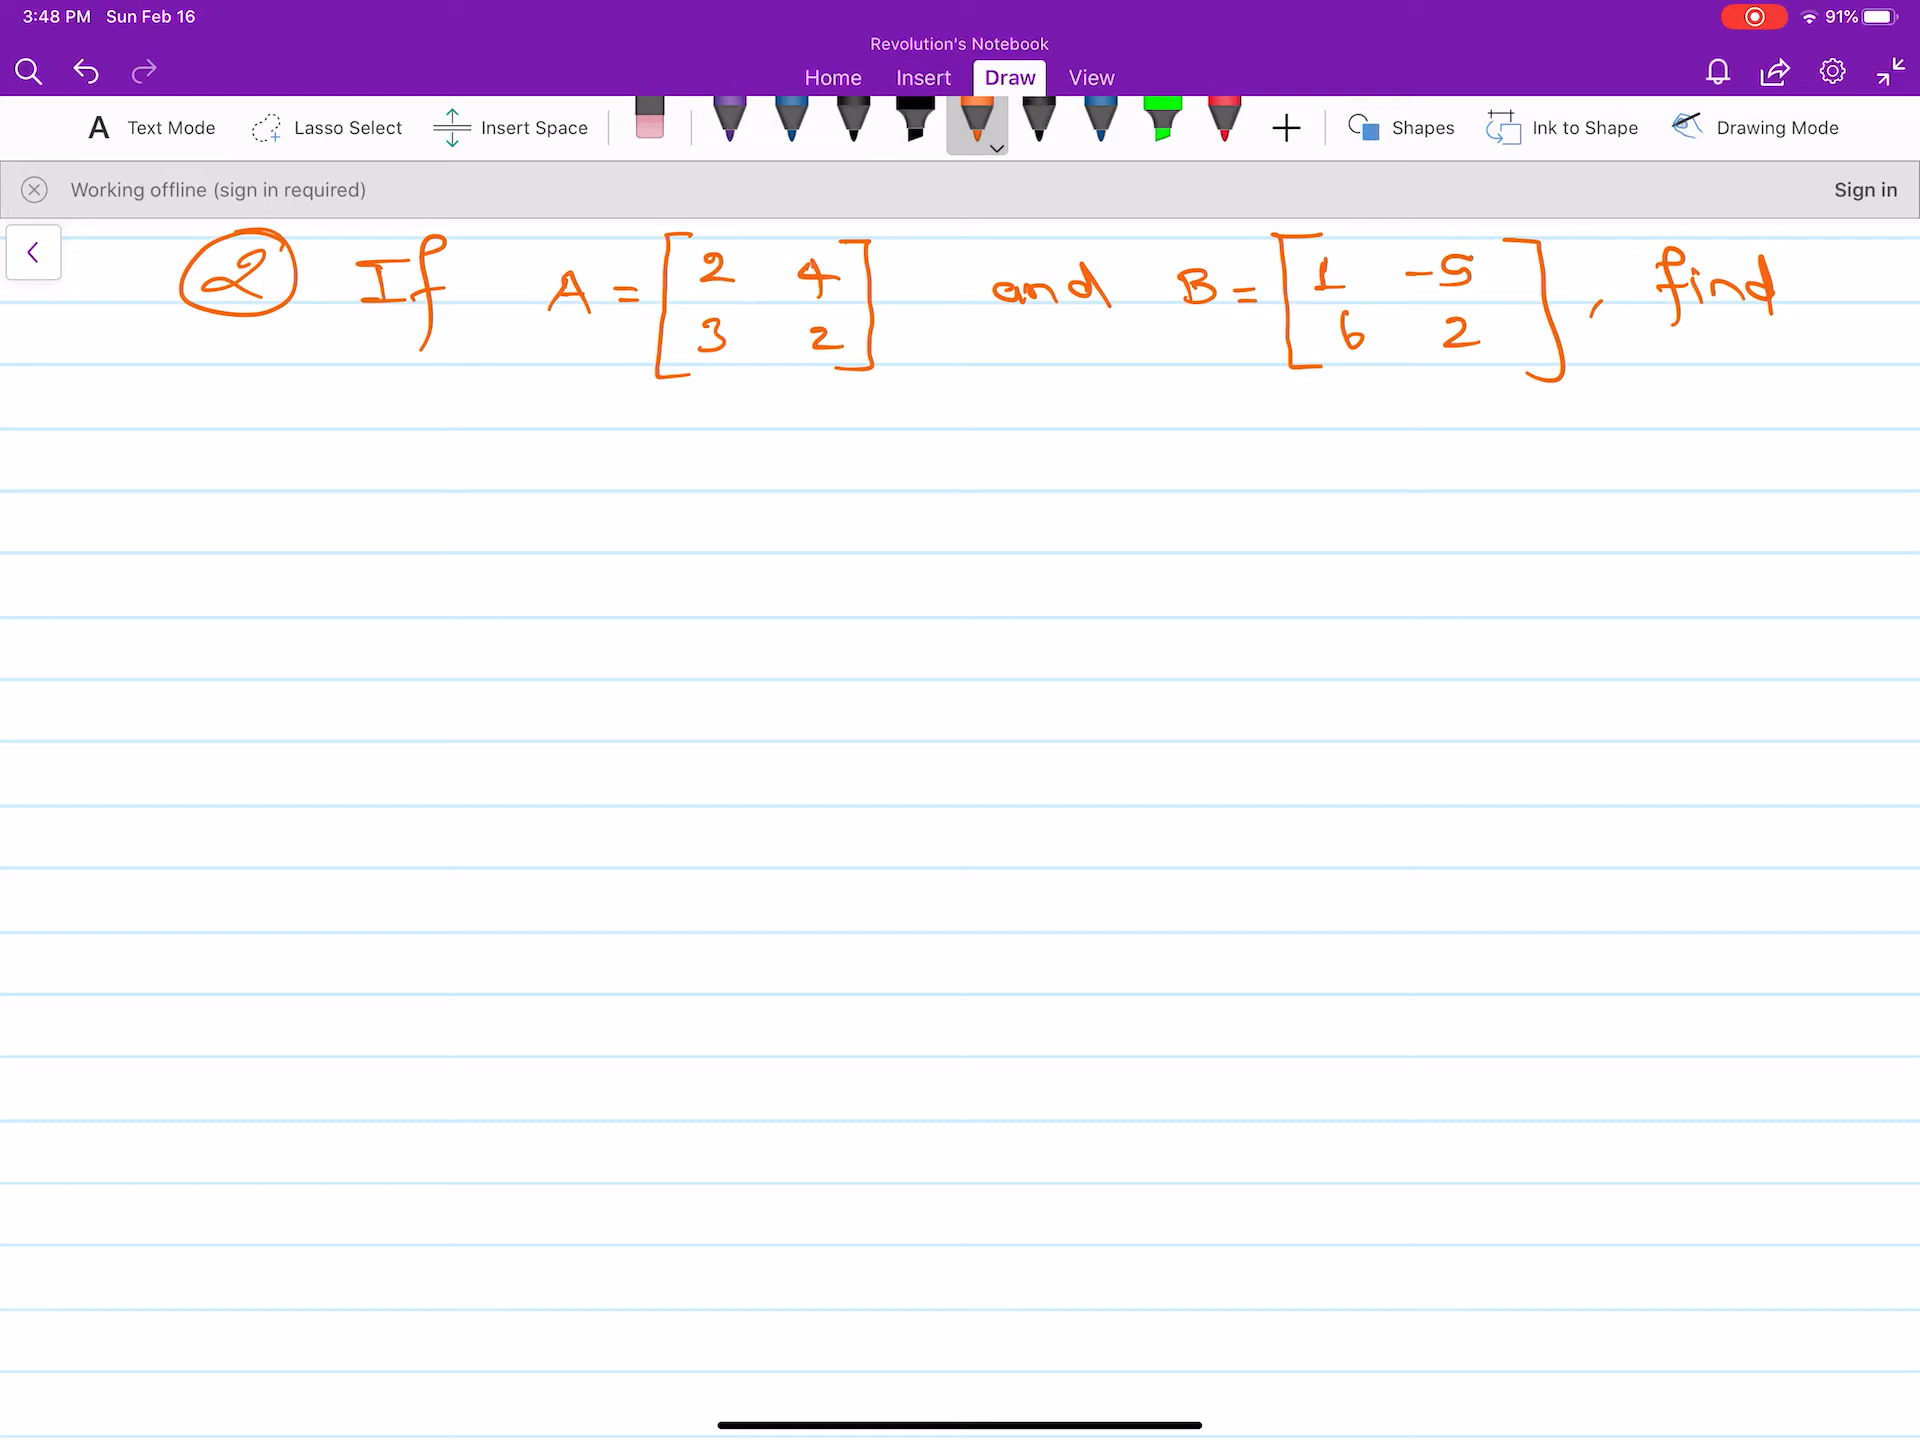 3:48 PM Sun Feb 16
91%
Revolution's Notebook
Home Insert Draw View
A Text Mode Lasso Select Insert Space Shapes Ink to Shape Drawing Mode
Working offline (sign in required) Sign in
2 If A = [ 2 4 ] and B = [ 1 -5 ] , find
3 2 6 2